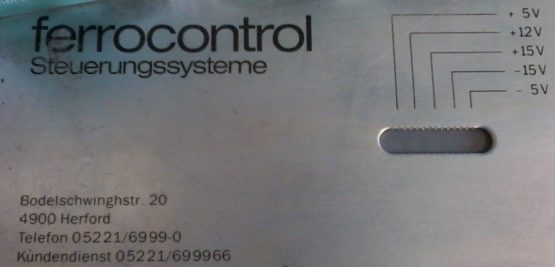 ferrocontrol
Steuerungssysteme
+ 5V
+12V
+15V
-15V
- 5V
Bodelschwinghstr. 20
4900 Herford
Telefon 05221/6999-0
Kundendienst 05221/699966